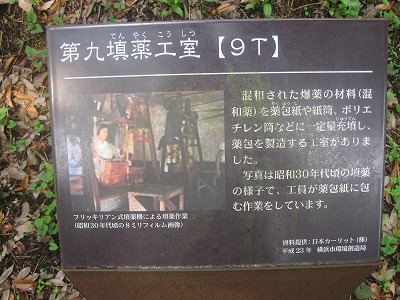 てん やく こう しつ
第九填薬工室【9T】
混和された爆薬の材料（混
和薬）を薬包紙や紙筒、ポリエ
チレン筒などに一定量充填し、
薬包を製造する工室がありま
した。
写真は昭和30年代頃の填薬
の様子で、工員が薬包紙に包
む作業をしています。
フリッキリアン式填薬機による填薬作業
（昭和30年代頃の8ミリフィルム画像）
資料提供：日本カーリット（株）
平成23年 横浜市環境創造局